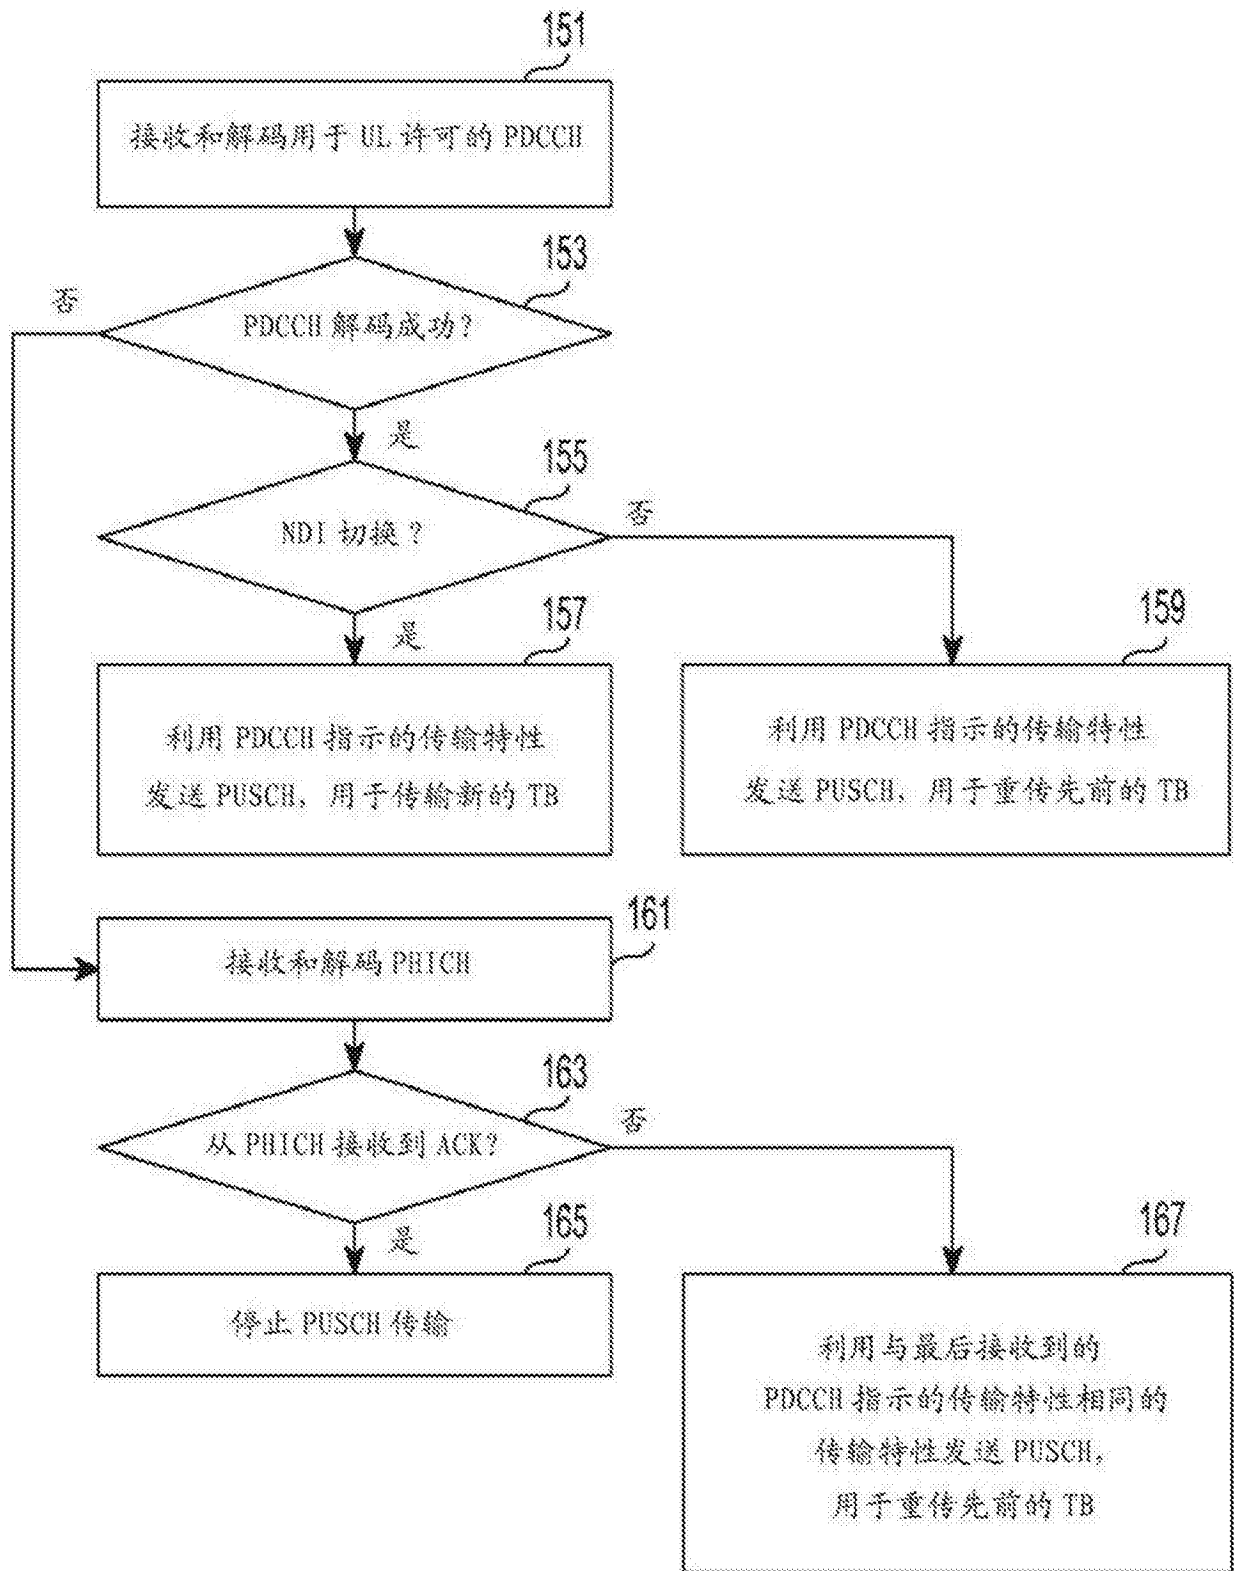 151
接收和解码用于 UL 许可的 PDCCH
153
否
PDCCH 解码成功?
是
155
NDI 切换?
否
是
157
159
利用 PDCCH 指示的传输特性
发送 PUSCH, 用于传输新的 TB
利用 PDCCH 指示的传输特性
发送 PUSCH, 用于重传先前的 TB
161
接收和解码 PHICH
163
从 PHICH 接收到 ACK?
否
是
165
167
停止 PUSCH 传输
利用与最后接收到的
PDCCH 指示的传输特性相同的
传输特性发送 PUSCH,
用于重传先前的 TB